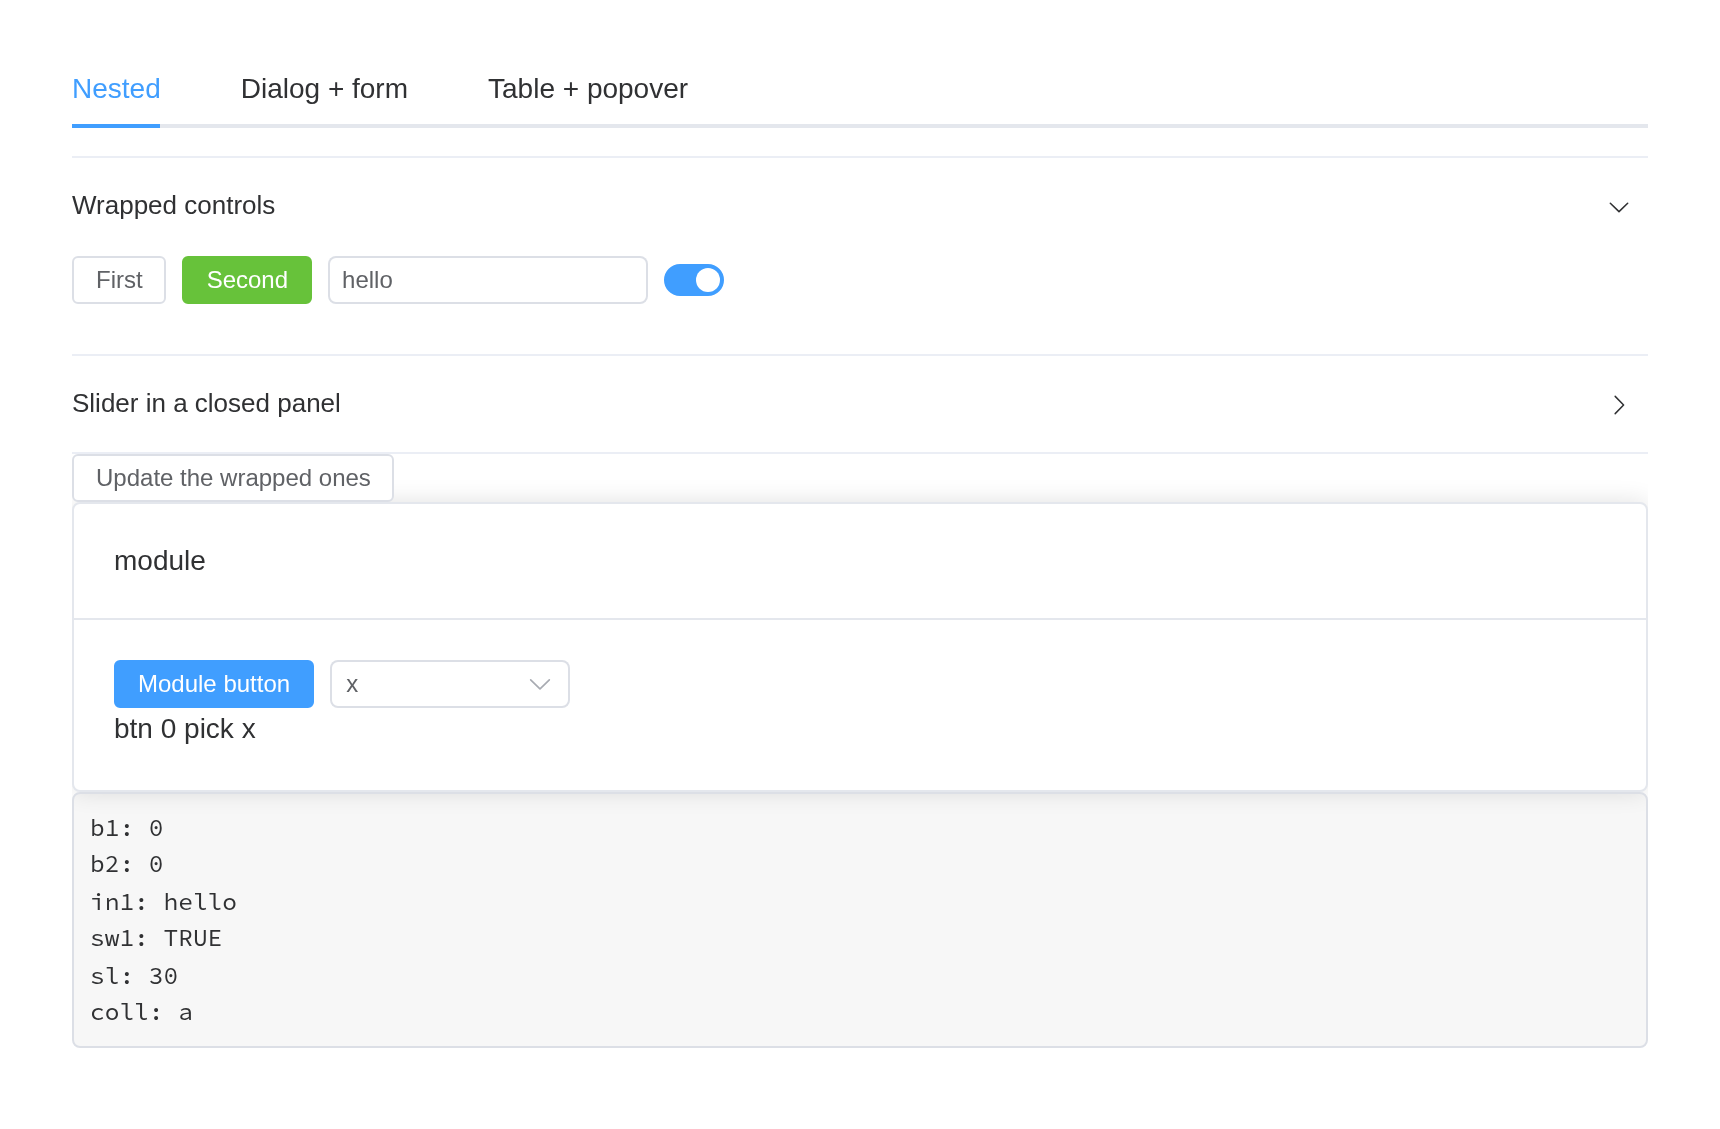 Nested Dialog + form Table + popover
Wrapped controls
First Second hello
Slider in a closed panel
Update the wrapped ones
module
Module button x
btn 0 pick x
b1: 0
b2: 0
in1: hello
sw1: TRUE
sl: 30
coll: a